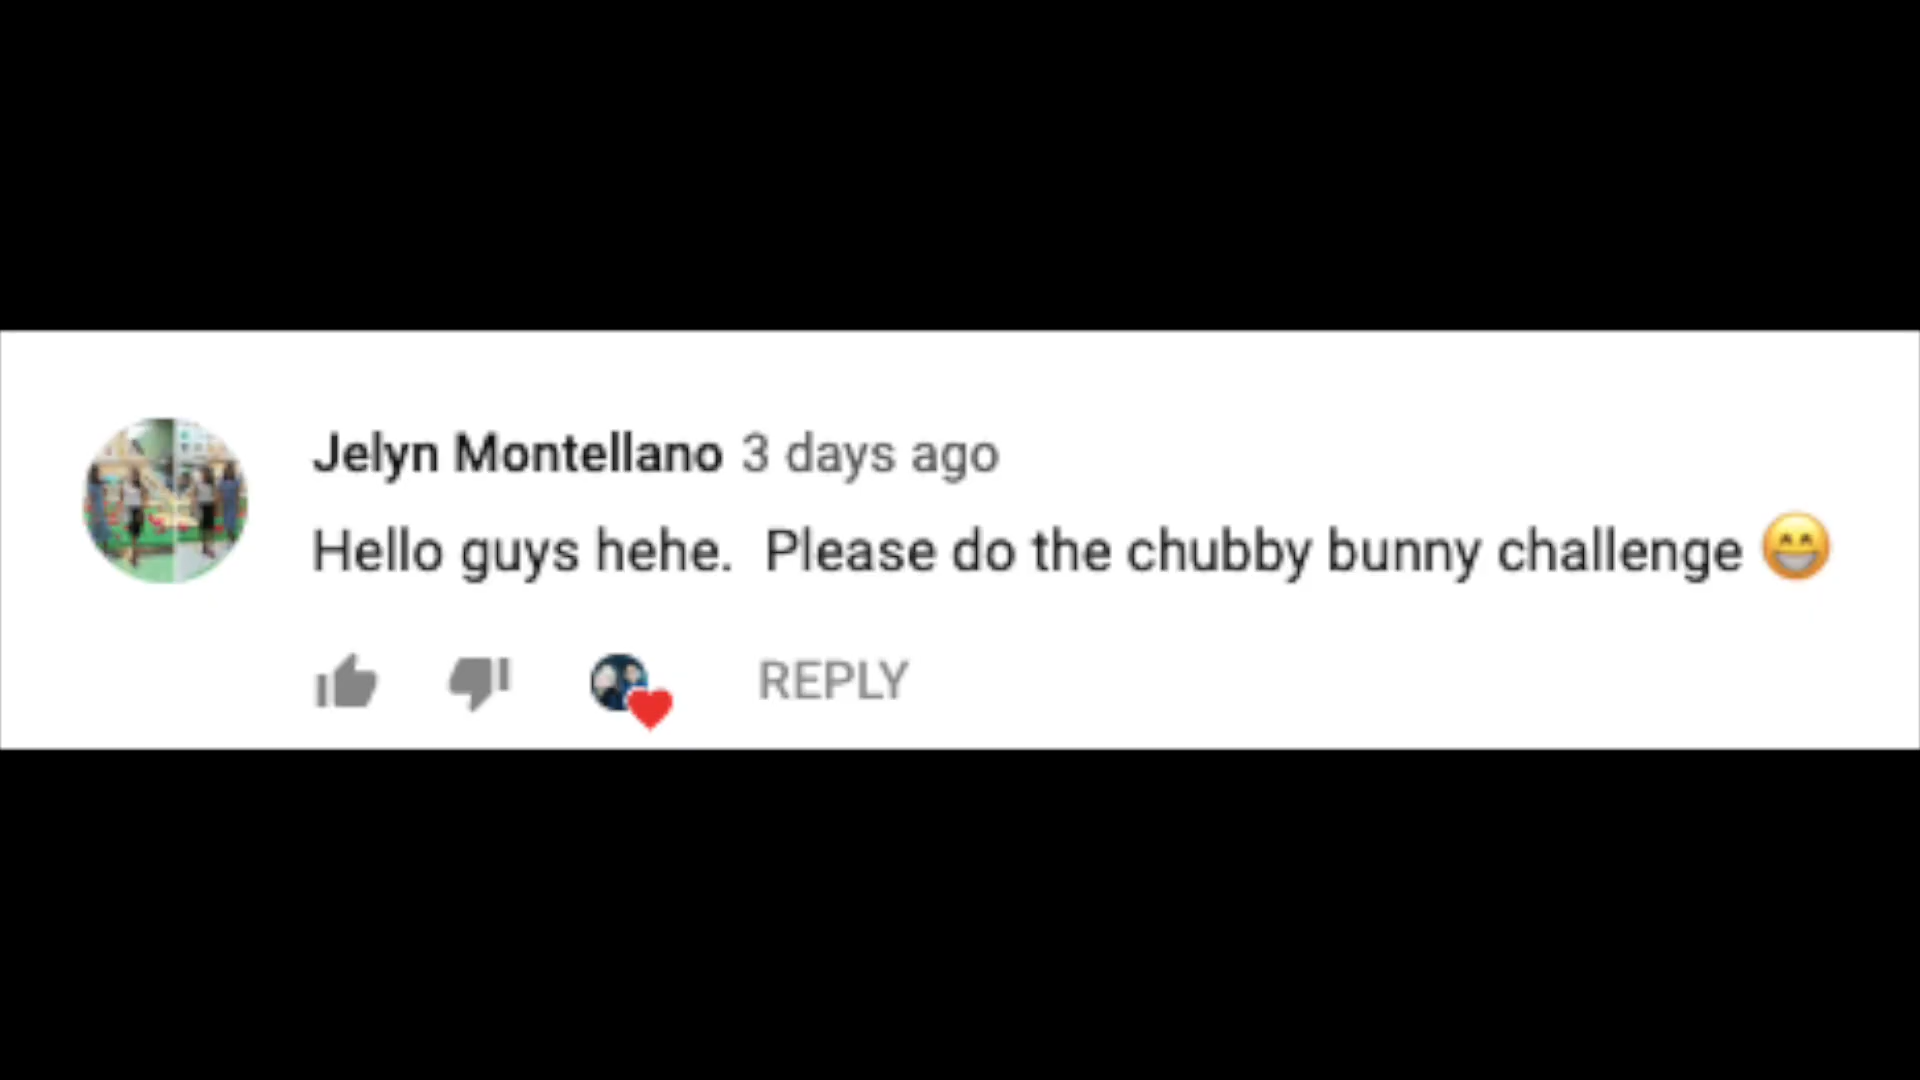 Jelyn Montellano 3 days ago
Hello guys hehe.  Please do the chubby bunny challenge 😄
REPLY